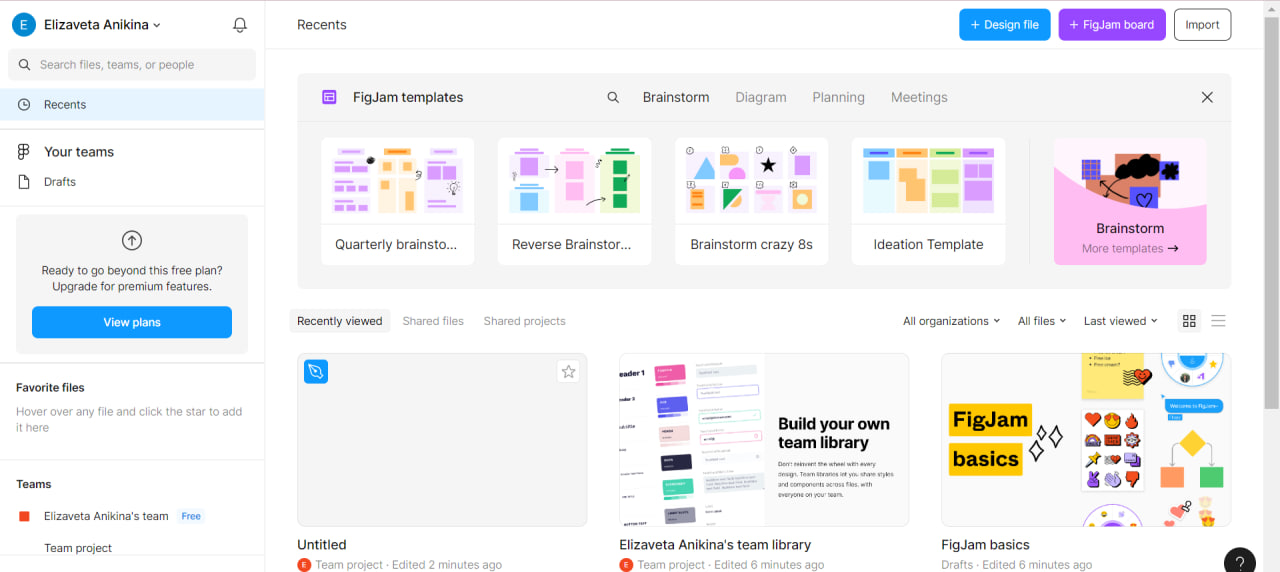 E Elizaveta Anikina
Search files, teams, or people
Recents
Your teams
Drafts
Ready to go beyond this free plan?
Upgrade for premium features.
View plans
Favorite files
Hover over any file and click the star to add
it here
Teams
Elizaveta Anikina's team Free
Team project
Recents
+ Design file + FigJam board Import
FigJam templates
Brainstorm Diagram Planning Meetings
Quarterly brainsto...
Reverse Brainstor...
Brainstorm crazy 8s
Ideation Template
Brainstorm
More templates →
Recently viewed Shared files Shared projects
All organizations All files Last viewed
Untitled
E Team project · Edited 2 minutes ago
Build your own
team library
Don't reinvent the wheel with every
design. Team libraries let you share styles
and components across files, with
everyone on your team.
Elizaveta Anikina's team library
E Team project · Edited 6 minutes ago
FigJam
basics
Welcome to FigJam
FigJam basics
Drafts · Edited 6 minutes ago
?